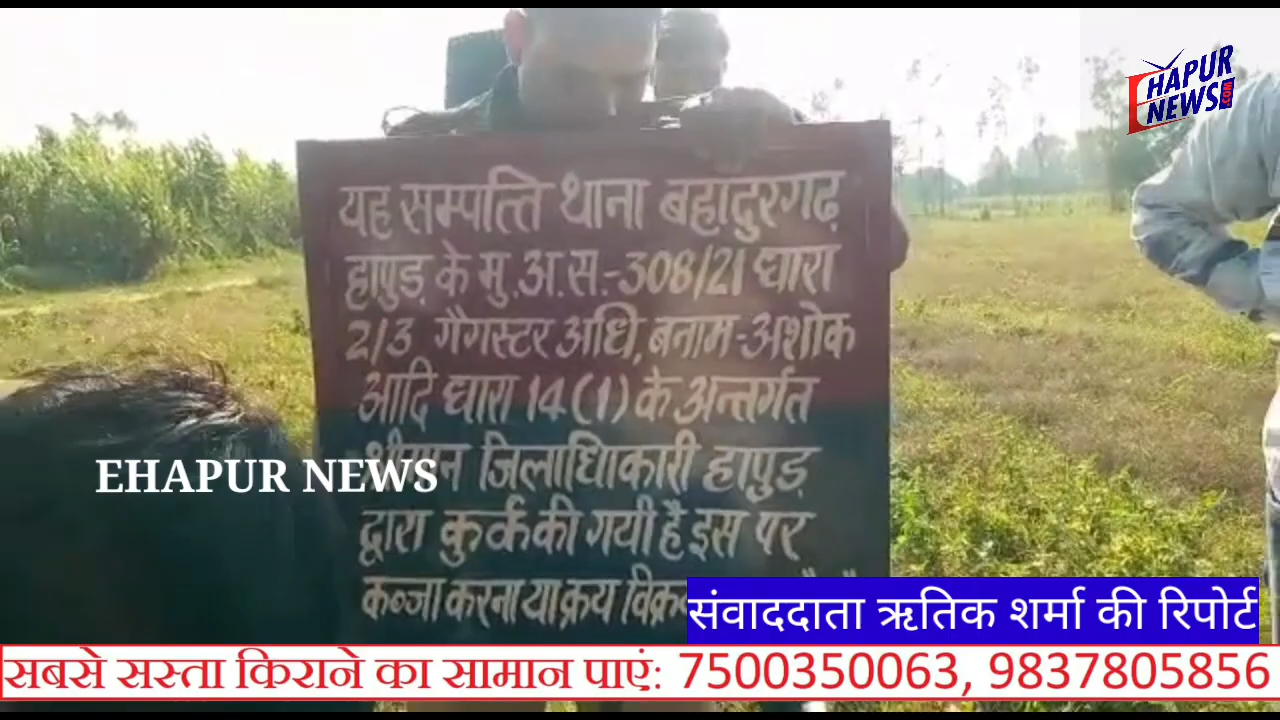 EHAPUR
NEWS.COM
यह सम्पत्ति थाना बहादुरगढ़
हापुड़ के मु.अ.स.-308/21 धारा
2/3 गैगस्टर अधि, बनाम-अशोक
आदि धारा 14(1) के अन्तर्गत
जिलाधिकारी हापुड़
EHAPUR NEWS
द्वारा कुर्क की गयी है इस पर
कब्जा करना या क्रय
संवाददाता ऋतिक शर्मा की रिपोर्ट
सबसे सस्ता किराने का सामान पाएं: 7500350063, 9837805856